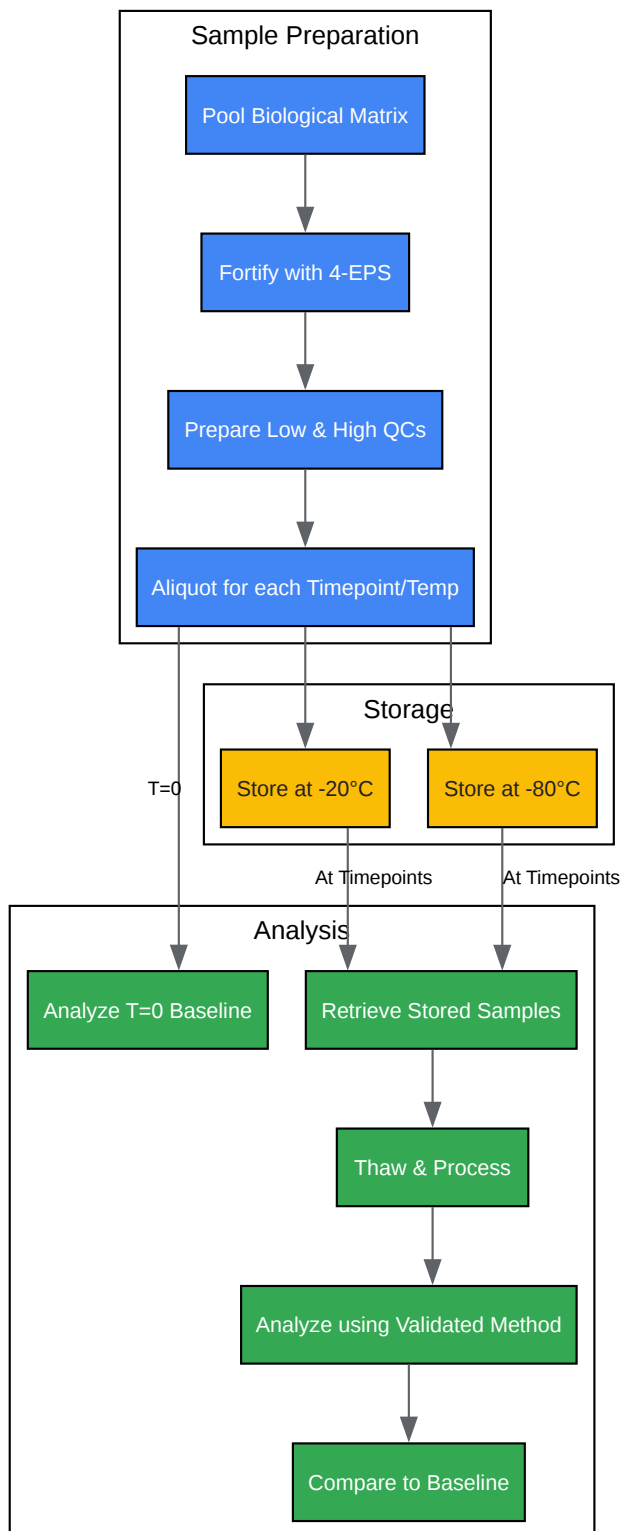 Sample Preparation
Pool Biological Matrix
Fortify with 4-EPS
Prepare Low & High QCs
Aliquot for each Timepoint/Temp
Storage
Store at -20°C
Store at -80°C
T=0
At Timepoints
At Timepoints
Analysis
Analyze T=0 Baseline
Retrieve Stored Samples
Thaw & Process
Analyze using Validated Method
Compare to Baseline